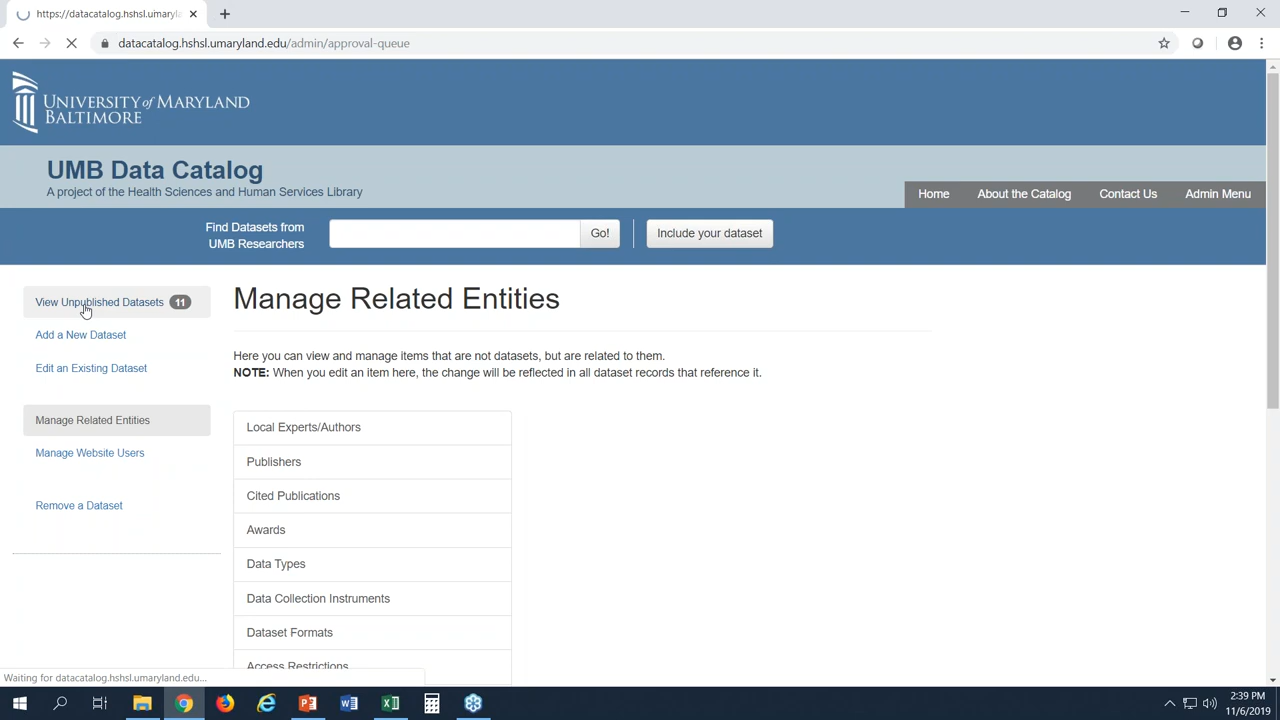 https://datacatalog.hshsl.umaryla
datacatalog.hshsl.umaryland.edu/admin/approval-queue
UNIVERSITY of MARYLAND
BALTIMORE
UMB Data Catalog
A project of the Health Sciences and Human Services Library
Home About the Catalog Contact Us Admin Menu
Find Datasets from
UMB Researchers
Go!
Include your dataset
View Unpublished Datasets 11
Add a New Dataset
Edit an Existing Dataset
Manage Related Entities
Manage Website Users
Remove a Dataset
Manage Related Entities
Here you can view and manage items that are not datasets, but are related to them.
NOTE: When you edit an item here, the change will be reflected in all dataset records that reference it.
Local Experts/Authors
Publishers
Cited Publications
Awards
Data Types
Data Collection Instruments
Dataset Formats
Access Restrictions
Waiting for datacatalog.hshsl.umaryland.edu...
2:39 PM
11/6/2019